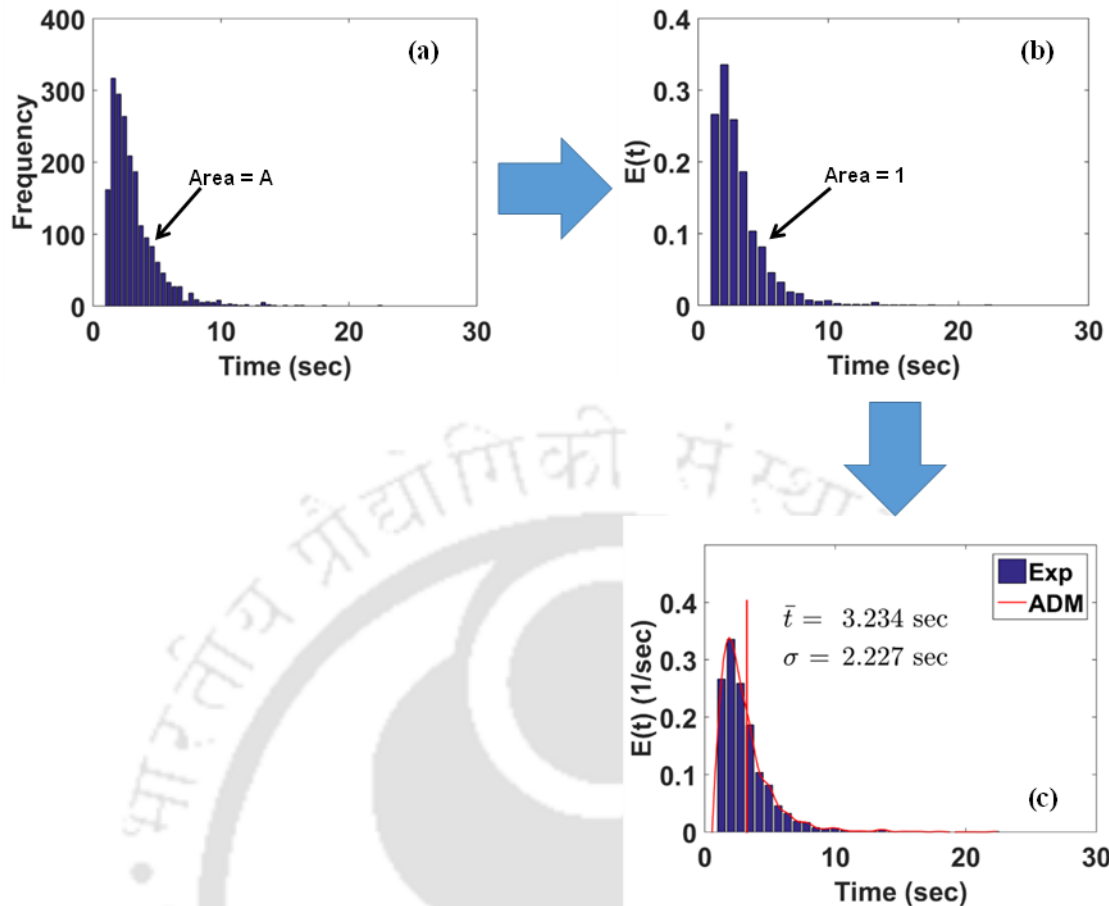 (a)
Frequency
400
300
200
100
0
Area = A
0 10 20 30
Time (sec)
(b)
E(t)
0.4
0.3
0.2
0.1
0
Area = 1
0 10 20 30
Time (sec)
भारतीय प्रौद्योगिकी संस्था
Exp
ADM
t̄ = 3.234 sec
σ = 2.227 sec
E(t) (1/sec)
0.4
0.3
0.2
0.1
0
(c)
0 10 20 30
Time (sec)